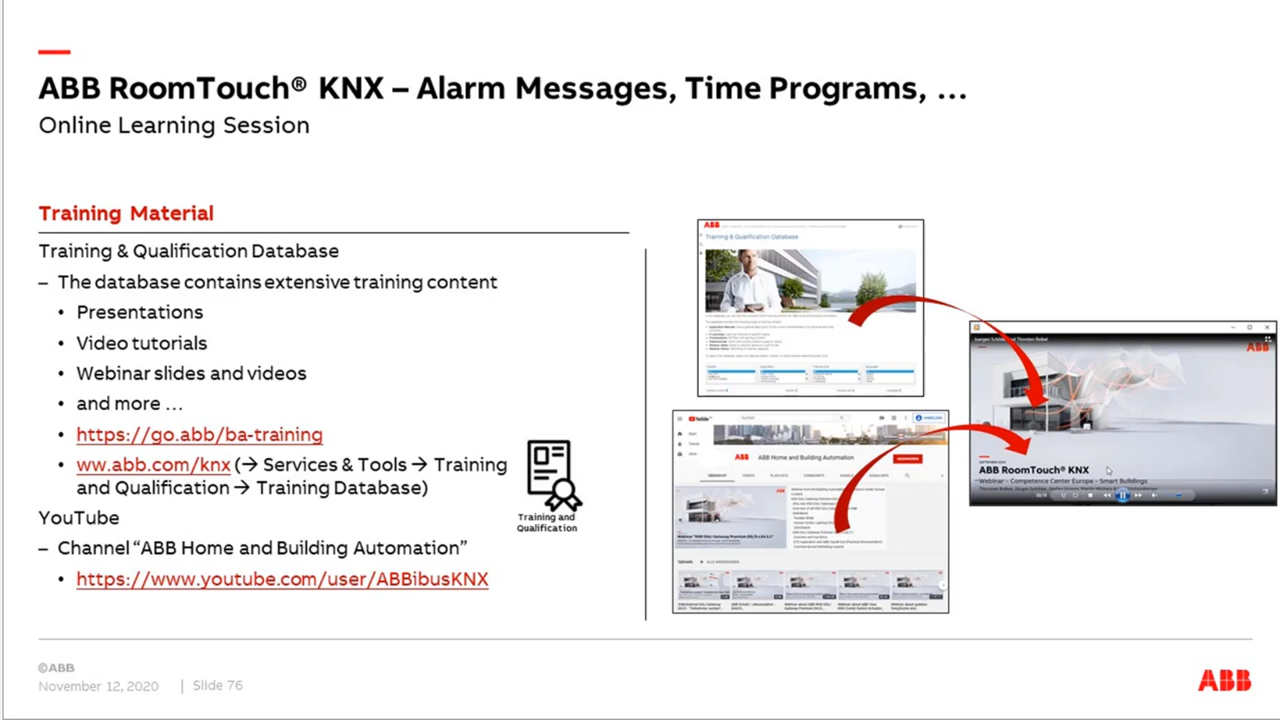 ABB RoomTouch® KNX – Alarm Messages, Time Programs, …
Online Learning Session
Training Material
Training & Qualification Database
– The database contains extensive training content
• Presentations
• Video tutorials
• Webinar slides and videos
• and more …
• https://go.abb/ba-training
• ww.abb.com/knx (→ Services & Tools → Training
and Qualification → Training Database)
Training and
Qualification
YouTube
– Channel “ABB Home and Building Automation”
• https://www.youtube.com/user/ABBibusKNX
ABB
Training & Qualification Database
YouTube
ABB
ABB Home and Building Automation
ABB
ABB RoomTouch® KNX
Webinar - Competence Center Europe - Smart Buildings
©ABB
November 12, 2020 | Slide 76
ABB